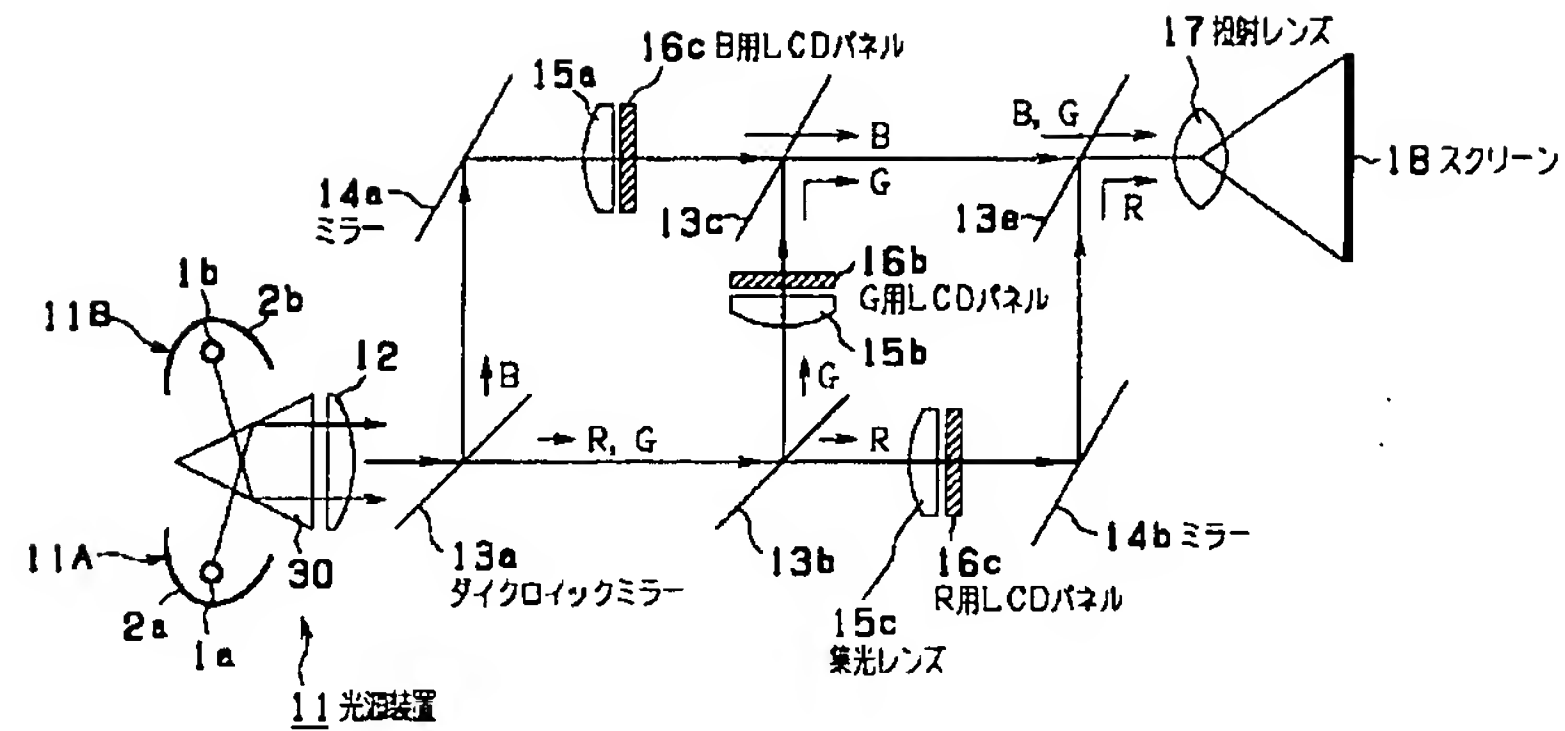 16c B用LCDパネル
17 投射レンズ
15a
B
B, G
14a
ミラー
G
13c
13e
R
18 スクリーン
16b
G用LCDパネル
15b
1b
2b
11B
12
B
G
R, G
R
11A
2a
1a
30
13a
ダイクロイックミラー
13b
15c
集光レンズ
16c
R用LCDパネル
14b ミラー
11 光源装置